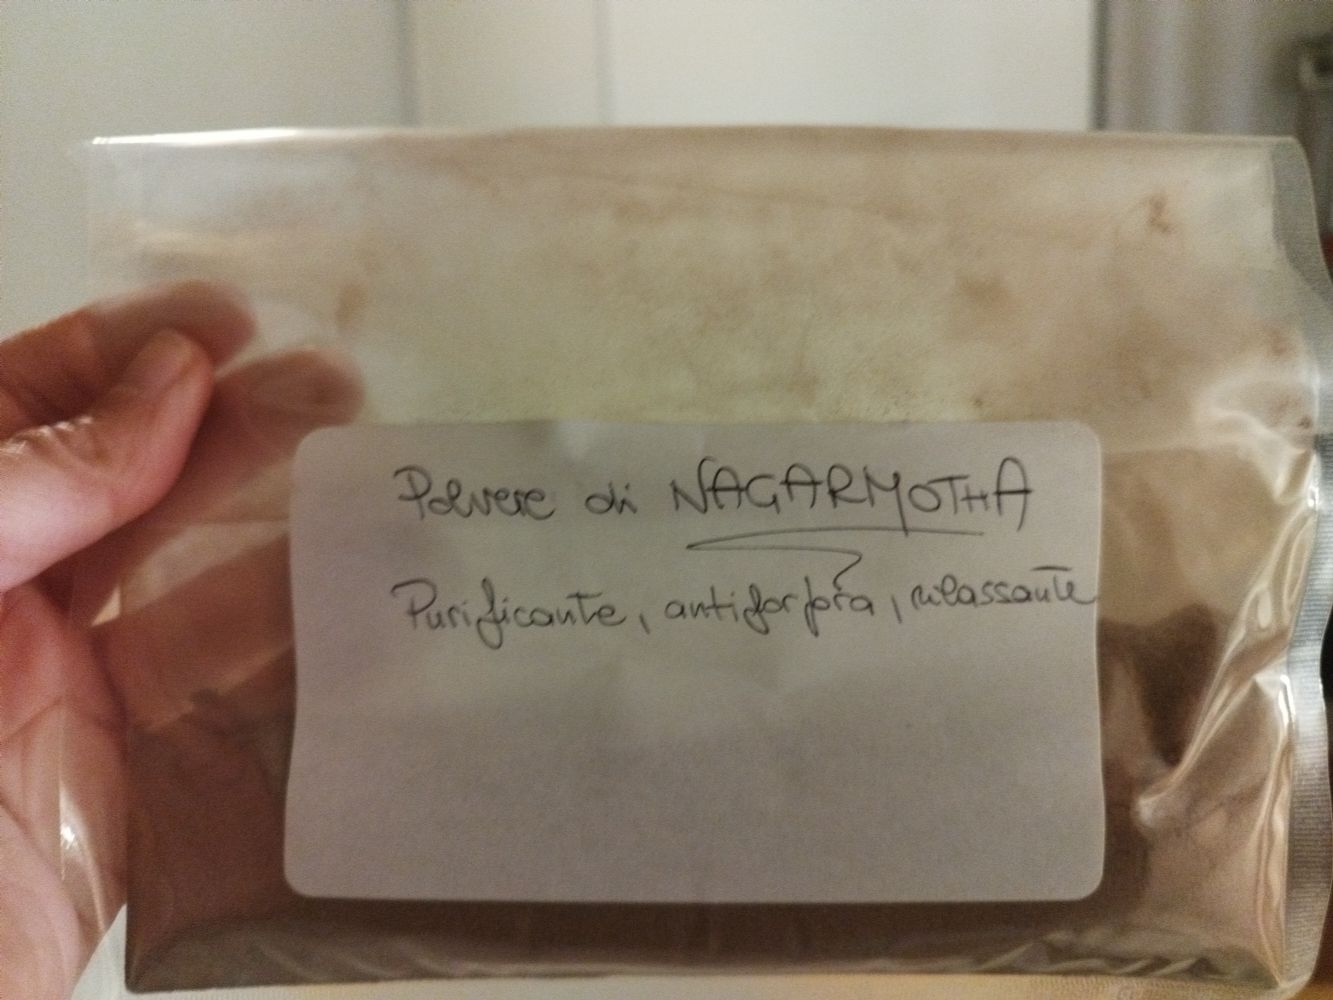 Polvere di NAGARMOTHA
Purificante, antiforfora, rilassante